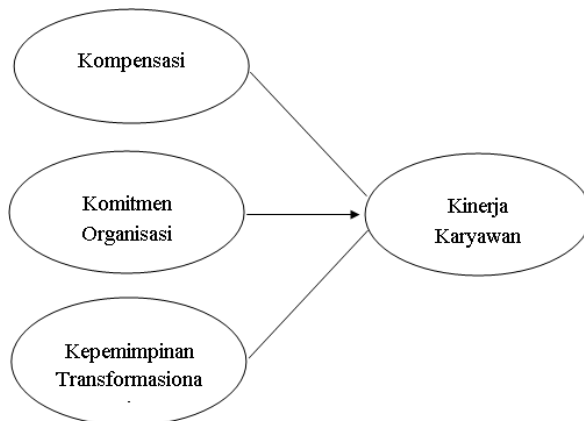 Kompensasi
Komitmen
Organisasi
Kinerja
Karyawan
Kepemimpinan
Transformasiona